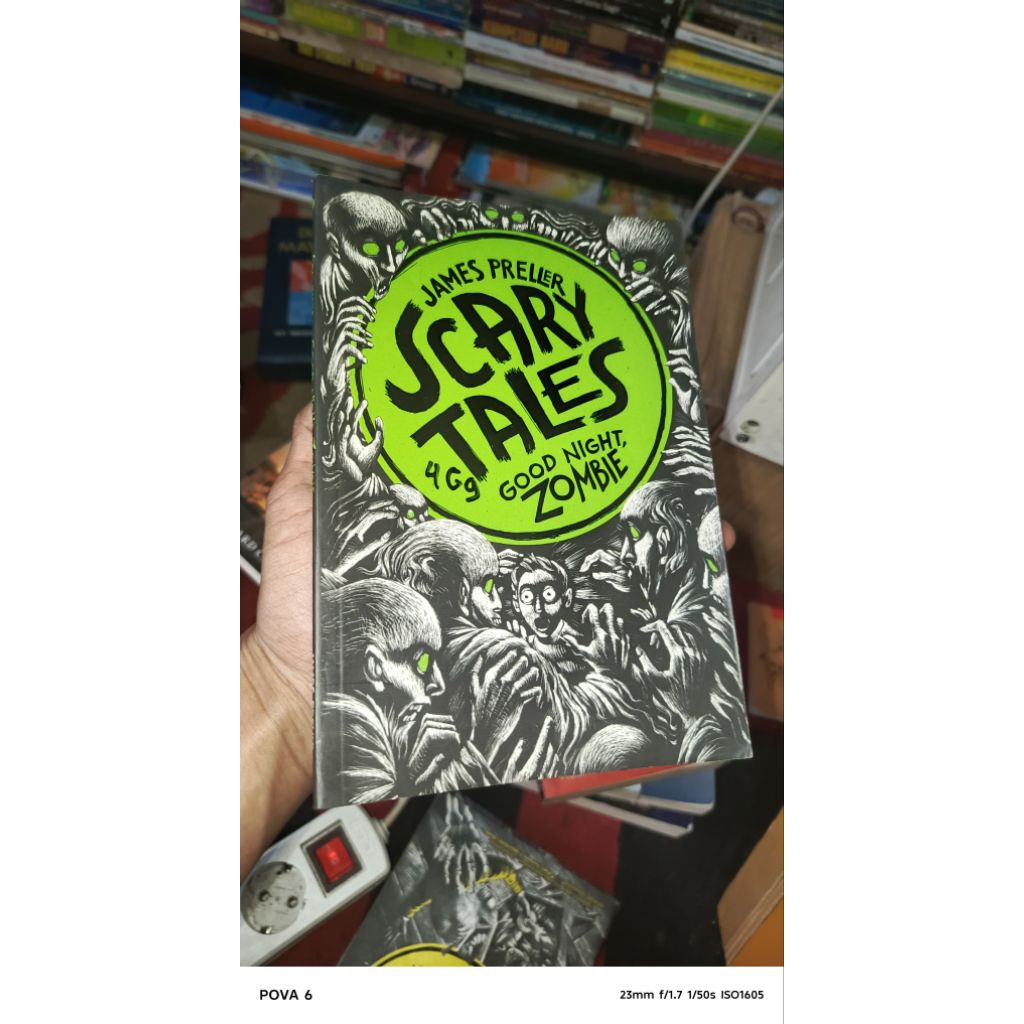 JAMES PRELLER
SCARY
TALES
4Gg
GOOD NIGHT,
ZOMBIE
POVA 6
23mm f/1.7 1/50s ISO1605